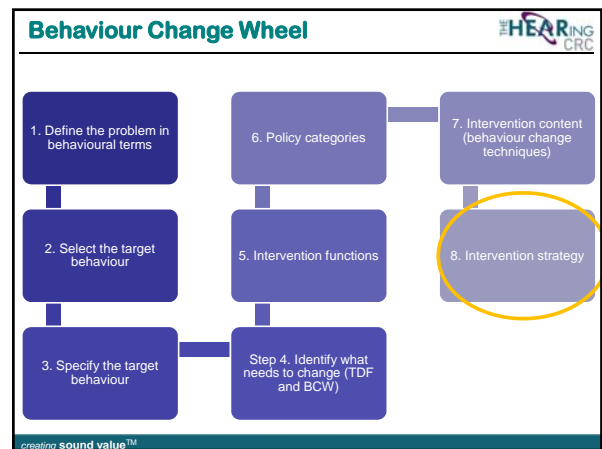 Behaviour Change Wheel
THE HEARING
CRC
1. Define the problem in
behavioural terms
2. Select the target
behaviour
3. Specify the target
behaviour
Step 4. Identify what
needs to change (TDF
and BCW)
5. Intervention functions
6. Policy categories
7. Intervention content
(behaviour change
techniques)
8. Intervention strategy
creating sound value™